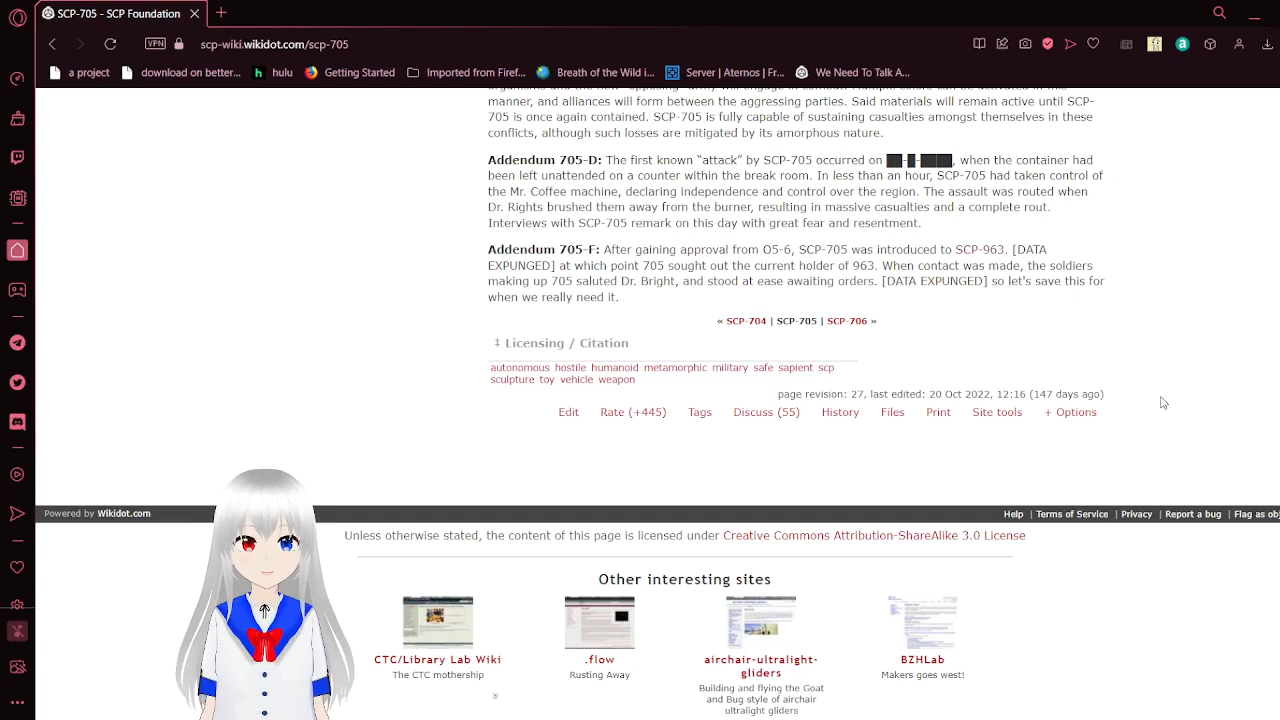 SCP-705 - SCP Foundation
VPN
scp-wiki.wikidot.com/scp-705
a project
download on better...
hulu
Getting Started
Imported from Firef...
Breath of the Wild i...
Server | Aternos | Fr...
We Need To Talk A...
manner, and alliances will form between the aggressing parties. Said materials will remain active until SCP-
705 is once again contained. SCP-705 is fully capable of sustaining casualties amongst themselves in these
conflicts, although such losses are mitigated by its amorphous nature.
Addendum 705-D: The first known “attack” by SCP-705 occurred on ██-█-████, when the container had
been left unattended on a counter within the break room. In less than an hour, SCP-705 had taken control of
the Mr. Coffee machine, declaring independence and control over the region. The assault was routed when
Dr. Rights brushed them away from the burner, resulting in massive casualties and a complete rout.
Interviews with SCP-705 remark on this day with great fear and resentment.
Addendum 705-F: After gaining approval from O5-6, SCP-705 was introduced to SCP-963. [DATA
EXPUNGED] at which point 705 sought out the current holder of 963. When contact was made, the soldiers
making up 705 saluted Dr. Bright, and stood at ease awaiting orders. [DATA EXPUNGED] so let's save this for
when we really need it.
« SCP-704 | SCP-705 | SCP-706 »
‡ Licensing / Citation
autonomous hostile humanoid metamorphic military safe sapient scp
sculpture toy vehicle weapon
page revision: 27, last edited: 20 Oct 2022, 12:16 (147 days ago)
Edit Rate (+445) Tags Discuss (55) History Files Print Site tools + Options
Powered by Wikidot.com
Help | Terms of Service | Privacy | Report a bug | Flag as obj
Unless otherwise stated, the content of this page is licensed under Creative Commons Attribution-ShareAlike 3.0 License
Other interesting sites
CTC/Library Lab Wiki
The CTC mothership
.flow
Rusting Away
airchair-ultralight-
gliders
Building and flying the Goat
and Bug style of airchair
ultralight gliders
BZHLab
Makers goes west!